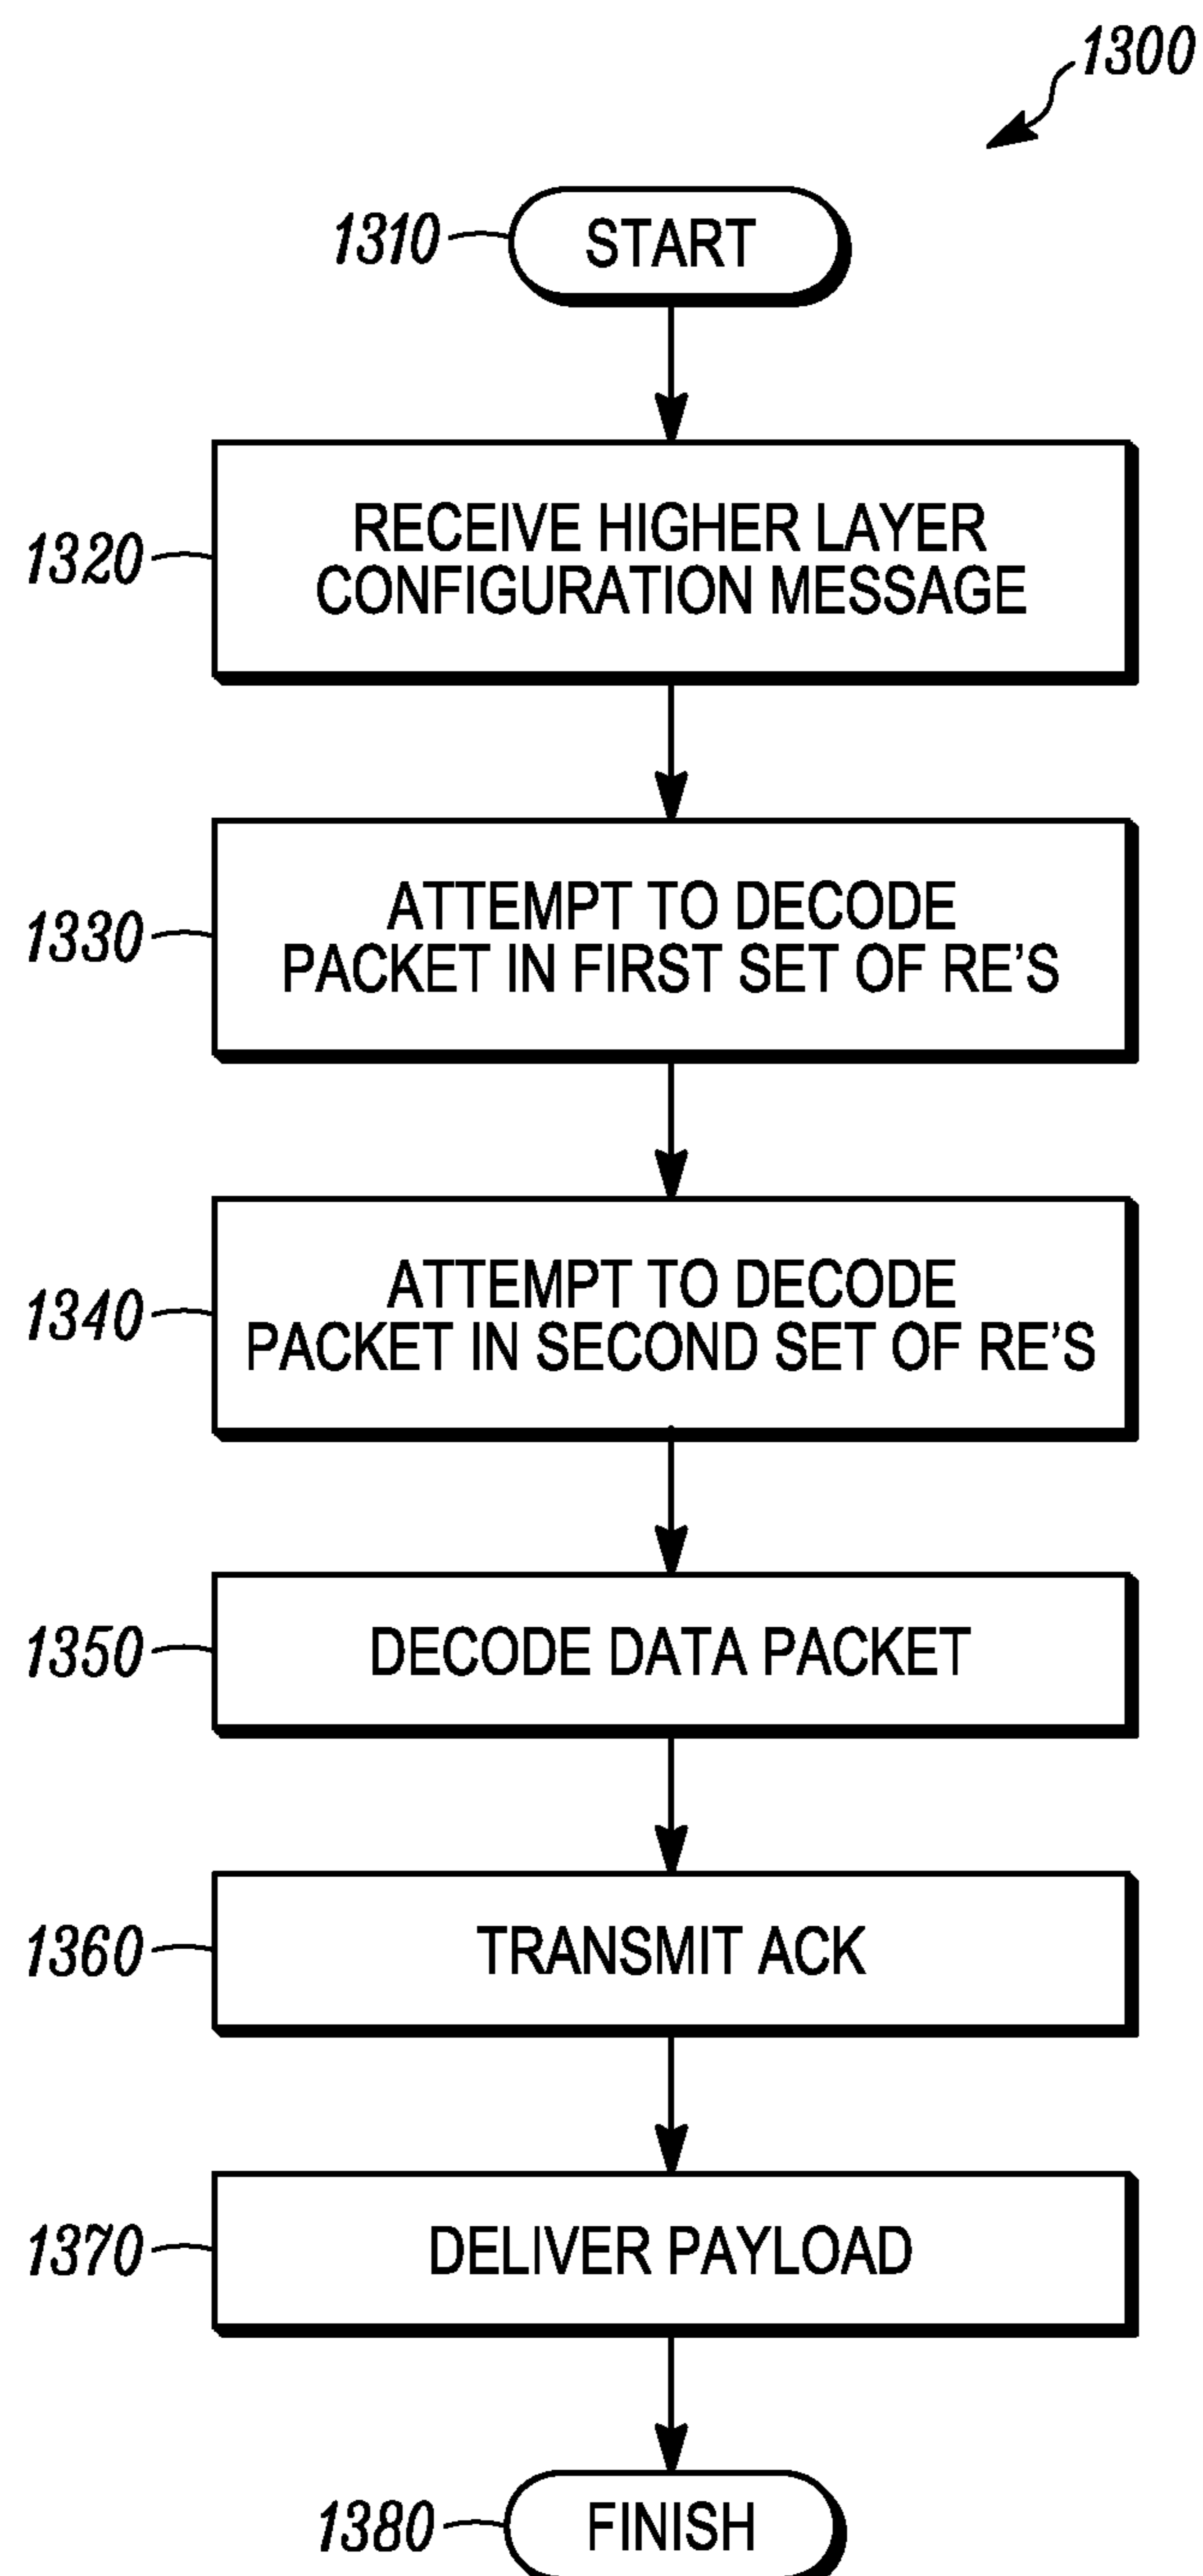 1300
1310
START
1320
RECEIVE HIGHER LAYER
CONFIGURATION MESSAGE
1330
ATTEMPT TO DECODE
PACKET IN FIRST SET OF RE'S
1340
ATTEMPT TO DECODE
PACKET IN SECOND SET OF RE'S
1350
DECODE DATA PACKET
1360
TRANSMIT ACK
1370
DELIVER PAYLOAD
1380
FINISH